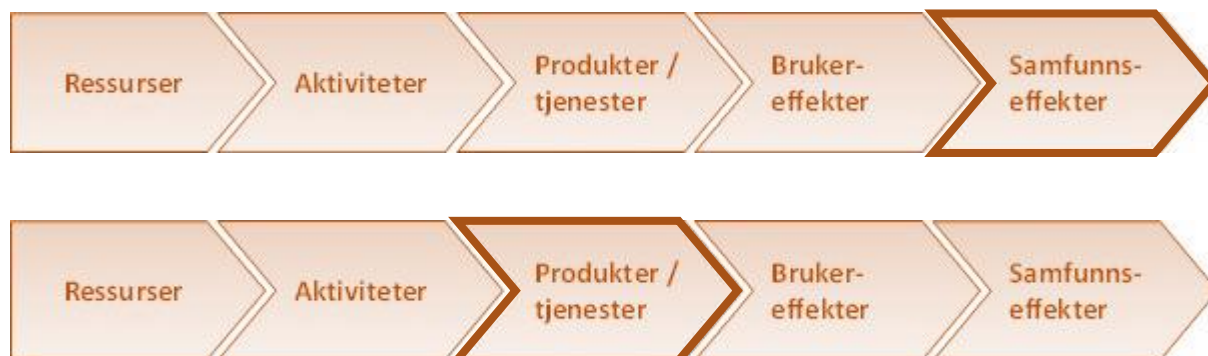 Ressurser
Aktiviteter
Produkter /
tjenester
Bruker-
effekter
Samfunns-
effekter
Ressurser
Aktiviteter
Produkter /
tjenester
Bruker-
effekter
Samfunns-
effekter